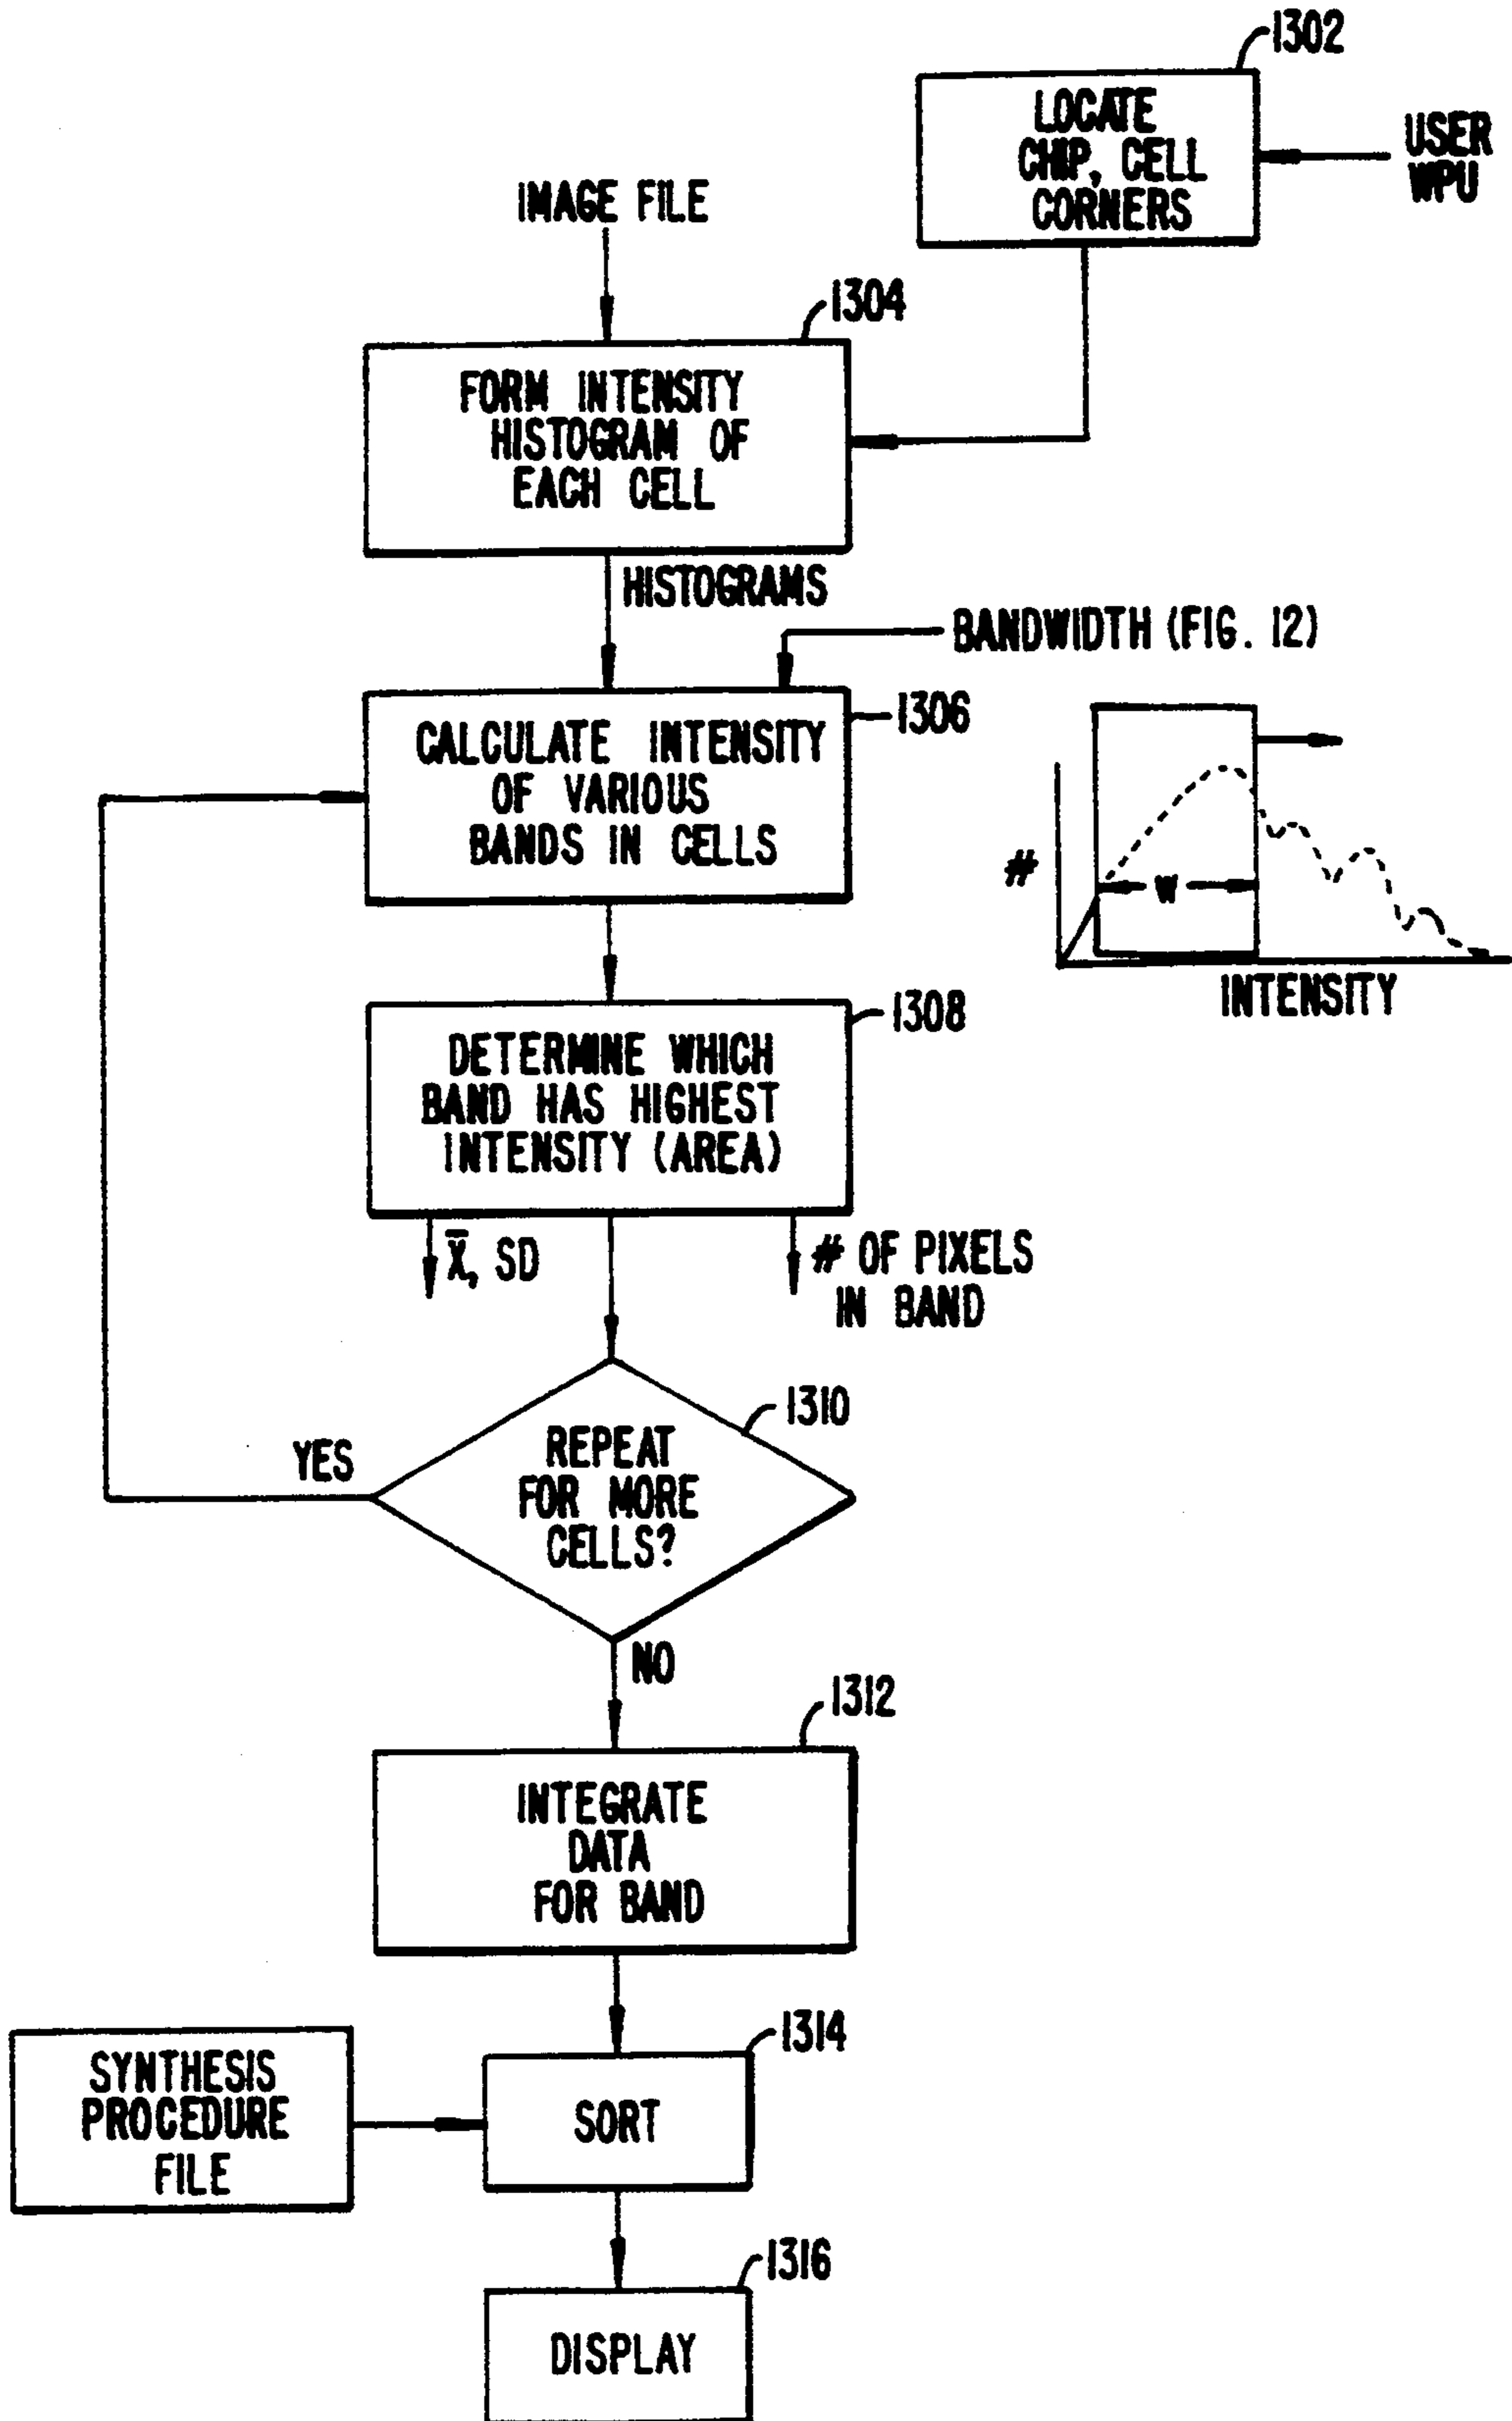 1302
LOCATE
CHIP, CELL
CORNERS
USER
WPU
IMAGE FILE
1304
FORM INTENSITY
HISTOGRAM OF
EACH CELL
HISTOGRAMS
BANDWIDTH (FIG. 12)
1306
CALCULATE INTENSITY
OF VARIOUS
BANDS IN CELLS
#
W
INTENSITY
1308
DETERMINE WHICH
BAND HAS HIGHEST
INTENSITY (AREA)
X̅, SD
# OF PIXELS
IN BAND
1310
REPEAT
FOR MORE
CELLS?
YES
NO
1312
INTEGRATE
DATA
FOR BAND
1314
SYNTHESIS
PROCEDURE
FILE
SORT
1316
DISPLAY